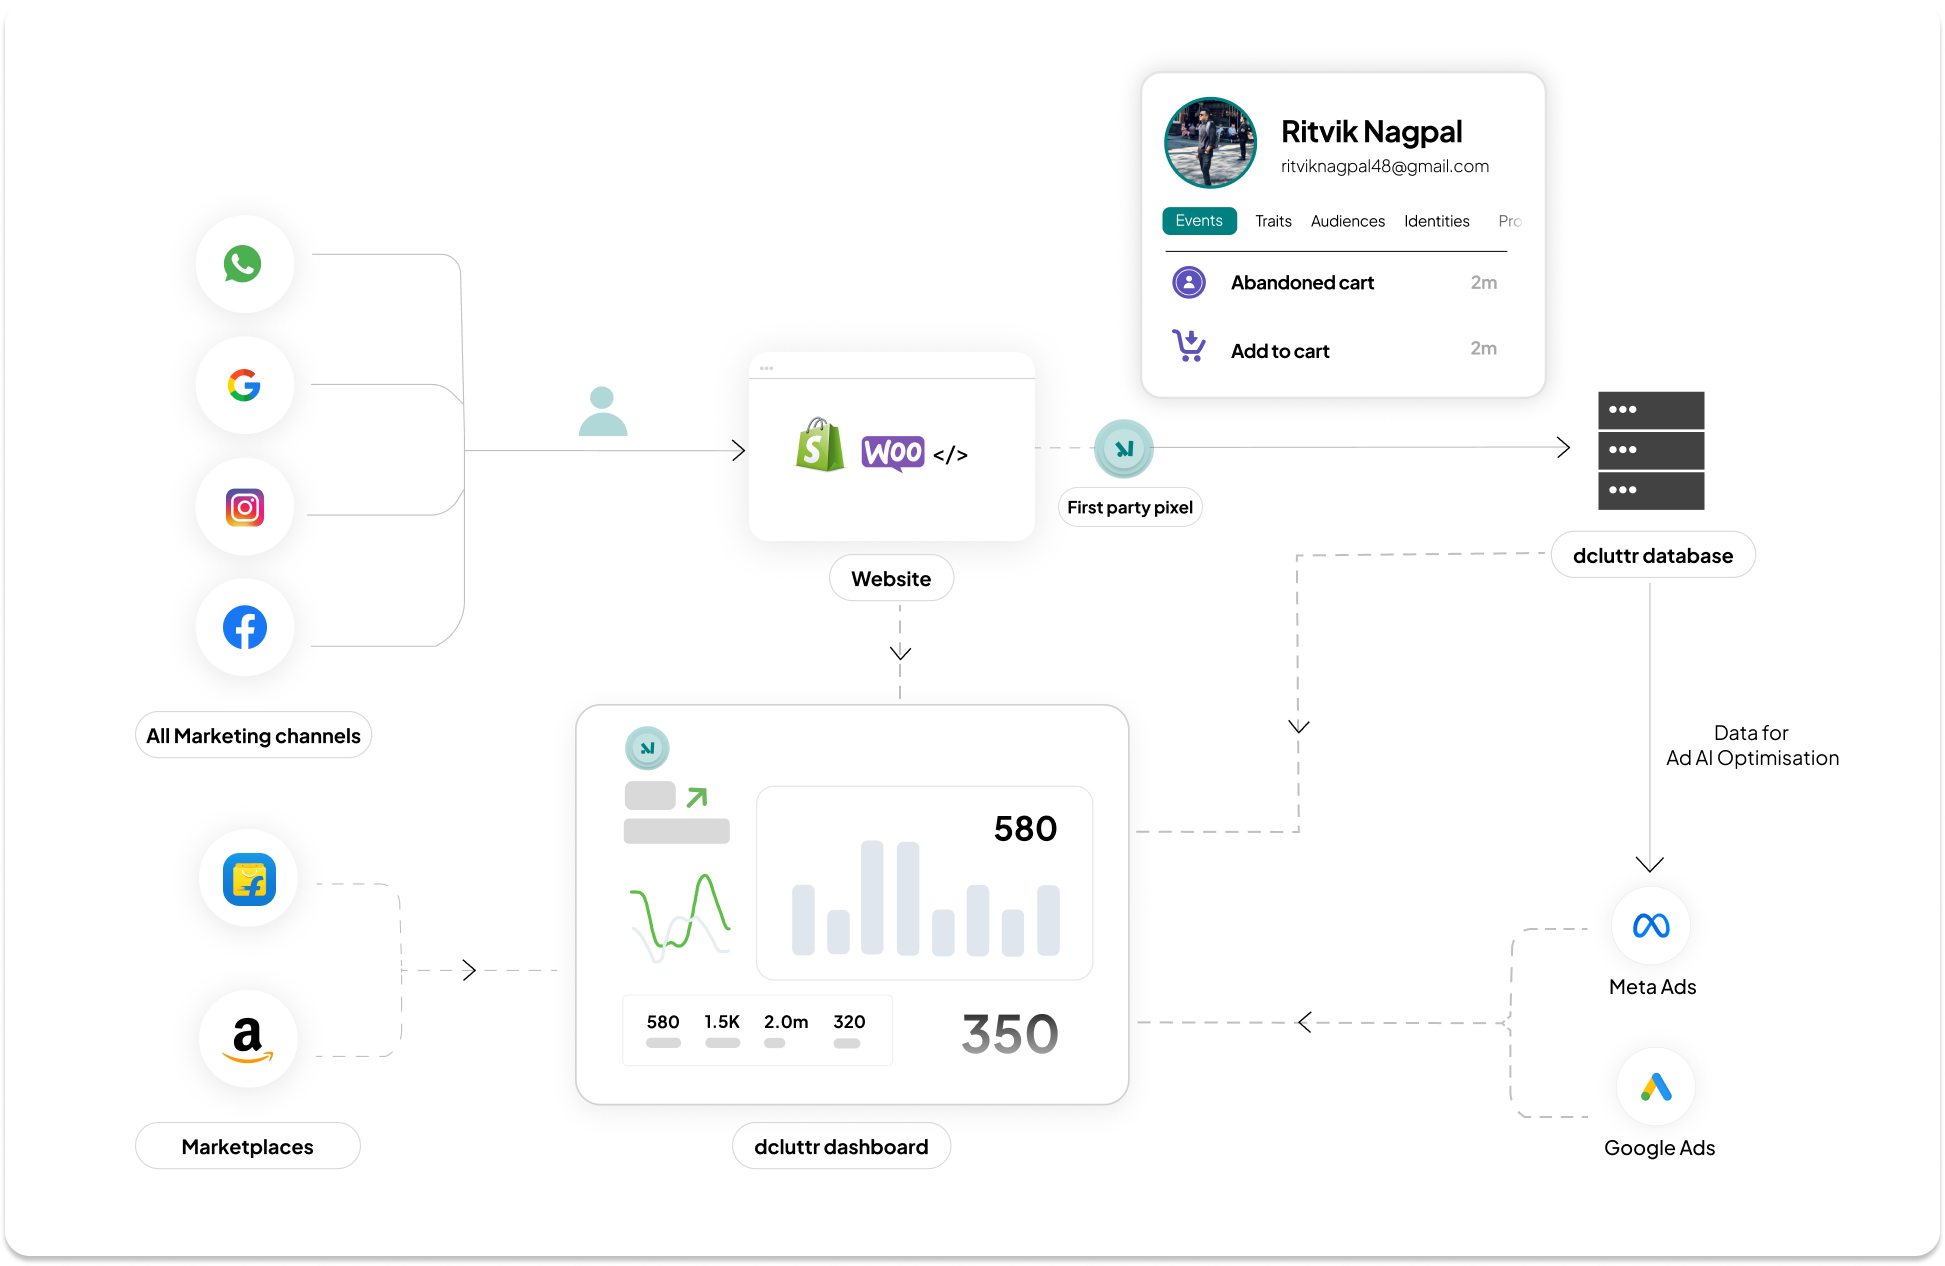 Ritvik Nagpal
ritviknagpal48@gmail.com
Events Traits Audiences Identities Pro
Abandoned cart 2m
Add to cart 2m
WOO </>
First party pixel
Website
dcluttr database
All Marketing channels
Data for
Ad AI Optimisation
580
580 1.5K 2.0m 320
350
Meta Ads
Google Ads
Marketplaces
dcluttr dashboard